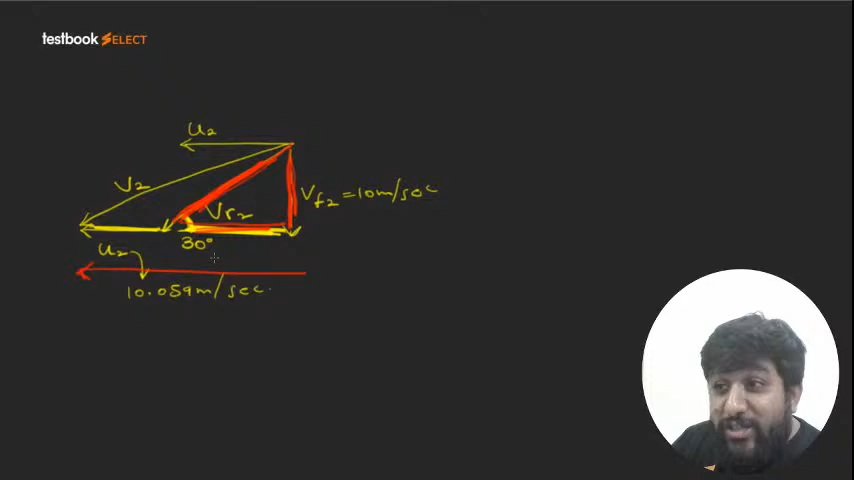 testbook SELECT
u2
V2
Vf2 = 10m/sec
Vr2
30°
u2
10.059m/sec.